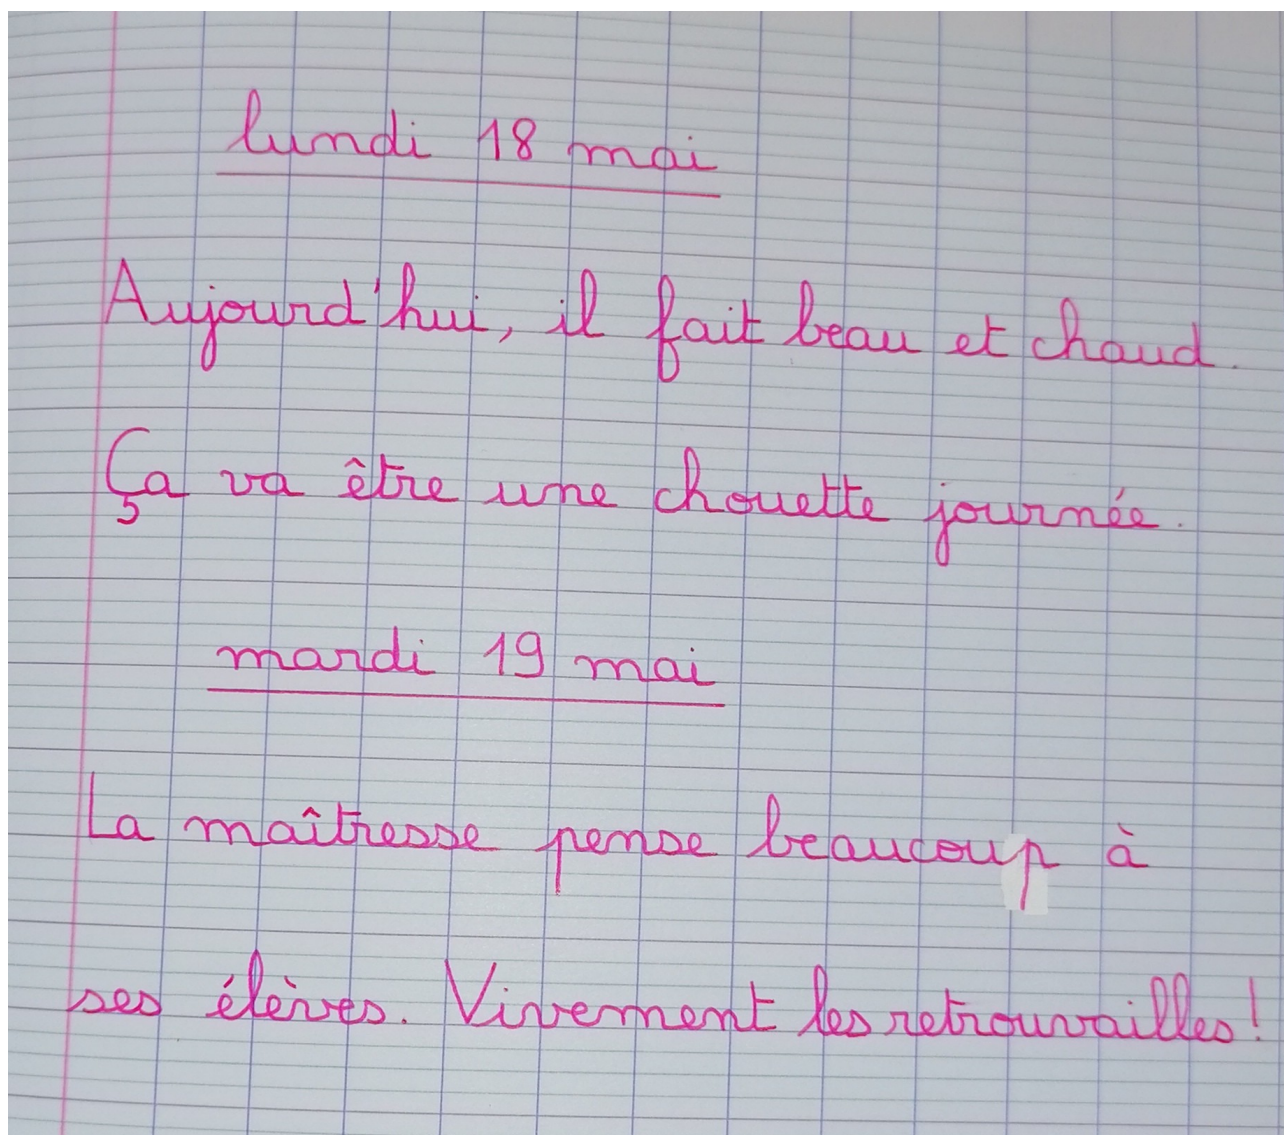 lundi 18 mai
Aujourd'hui, il fait beau et chaud.
Ça va être une chouette journée.
mardi 19 mai
La maîtresse pense beaucoup à
ses élèves. Vivement les retrouvailles!